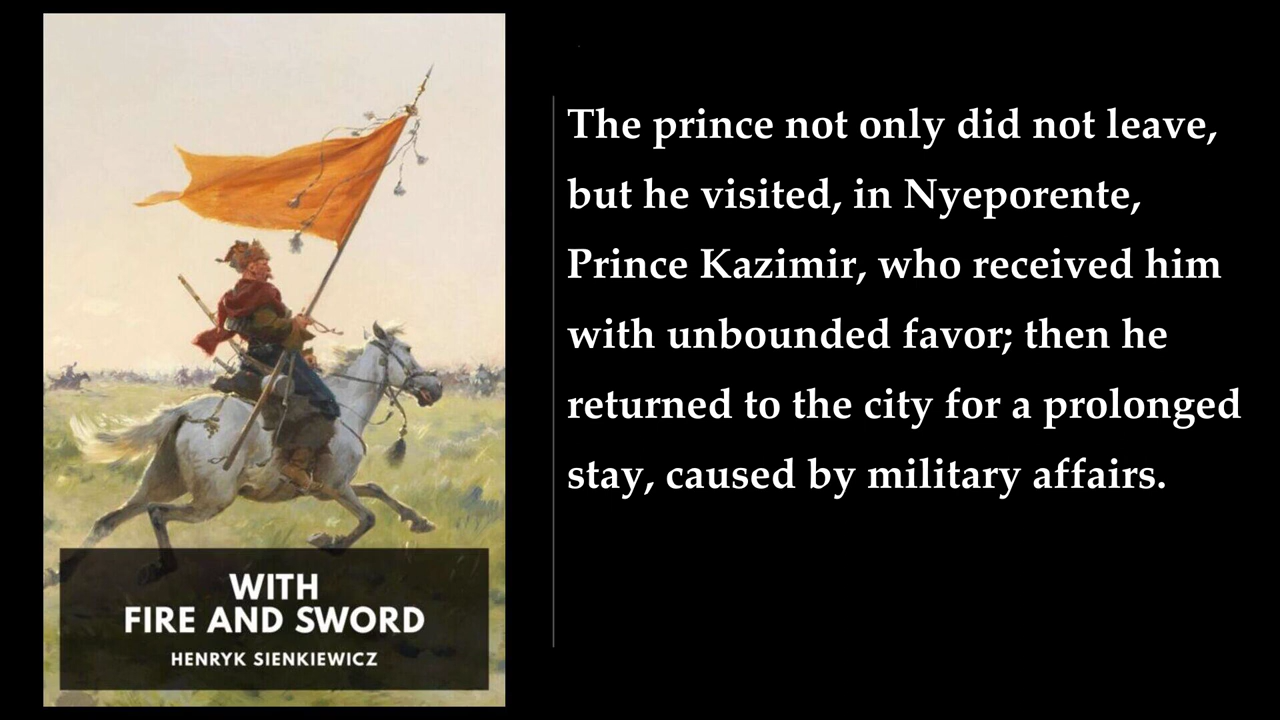 WITH
FIRE AND SWORD
HENRYK SIENKIEWICZ
The prince not only did not leave,
but he visited, in Nyeporente,
Prince Kazimir, who received him
with unbounded favor; then he
returned to the city for a prolonged
stay, caused by military affairs.